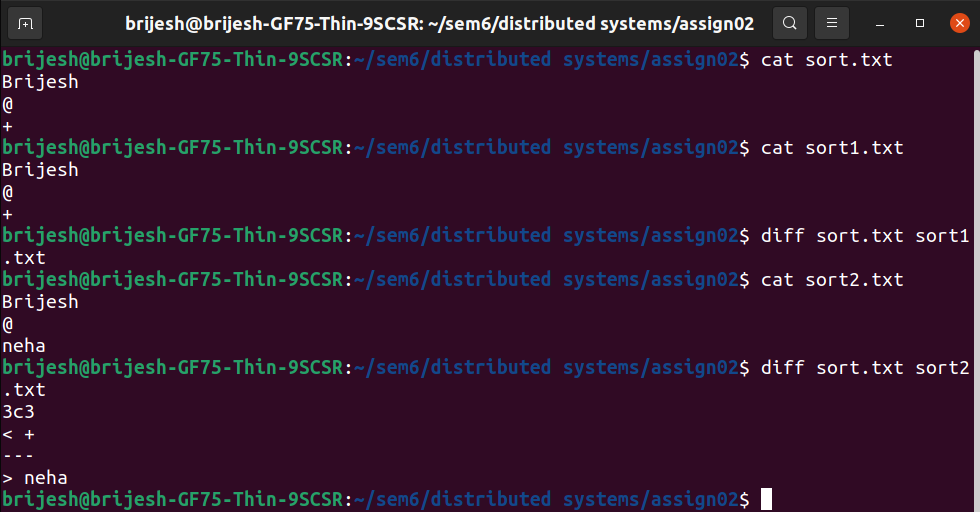 brijesh@brijesh-GF75-Thin-9SCSR: ~/sem6/distributed systems/assign02
brijesh@brijesh-GF75-Thin-9SCSR:~/sem6/distributed systems/assign02$ cat sort.txt
Brijesh
@
+
brijesh@brijesh-GF75-Thin-9SCSR:~/sem6/distributed systems/assign02$ cat sort1.txt
Brijesh
@
+
brijesh@brijesh-GF75-Thin-9SCSR:~/sem6/distributed systems/assign02$ diff sort.txt sort1
.txt
brijesh@brijesh-GF75-Thin-9SCSR:~/sem6/distributed systems/assign02$ cat sort2.txt
Brijesh
@
neha
brijesh@brijesh-GF75-Thin-9SCSR:~/sem6/distributed systems/assign02$ diff sort.txt sort2
.txt
3c3
< +
---
> neha
brijesh@brijesh-GF75-Thin-9SCSR:~/sem6/distributed systems/assign02$